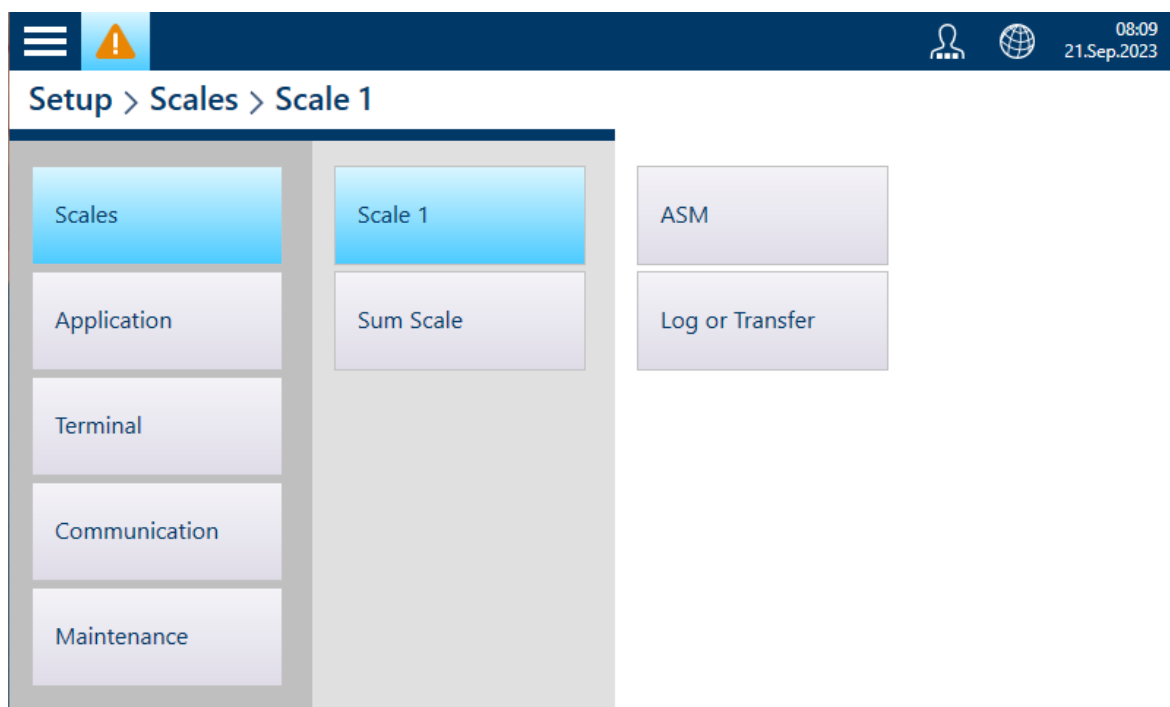 08:09
21.Sep.2023
Setup > Scales > Scale 1
Scales
Scale 1
ASM
Application
Sum Scale
Log or Transfer
Terminal
Communication
Maintenance